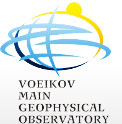 VOEIKOV
MAIN
GEOPHYSICAL
OBSERVATORY